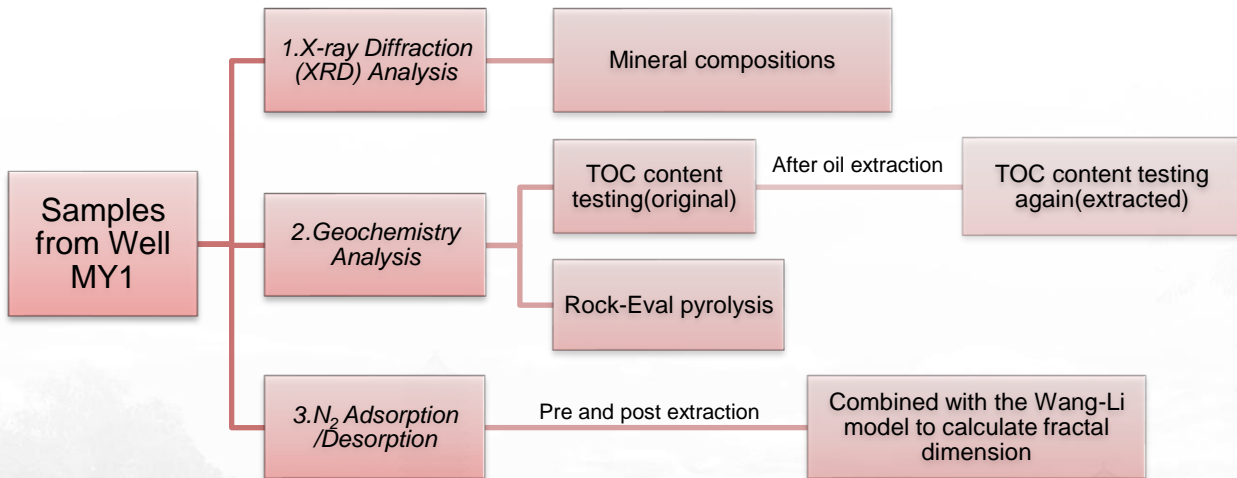 Samples
from Well
MY1
1.X-ray Diffraction
(XRD) Analysis
Mineral compositions
2.Geochemistry
Analysis
TOC content
testing(original)
After oil extraction
TOC content testing
again(extracted)
Rock-Eval pyrolysis
3.N₂ Adsorption
/Desorption
Pre and post extraction
Combined with the Wang-Li
model to calculate fractal
dimension